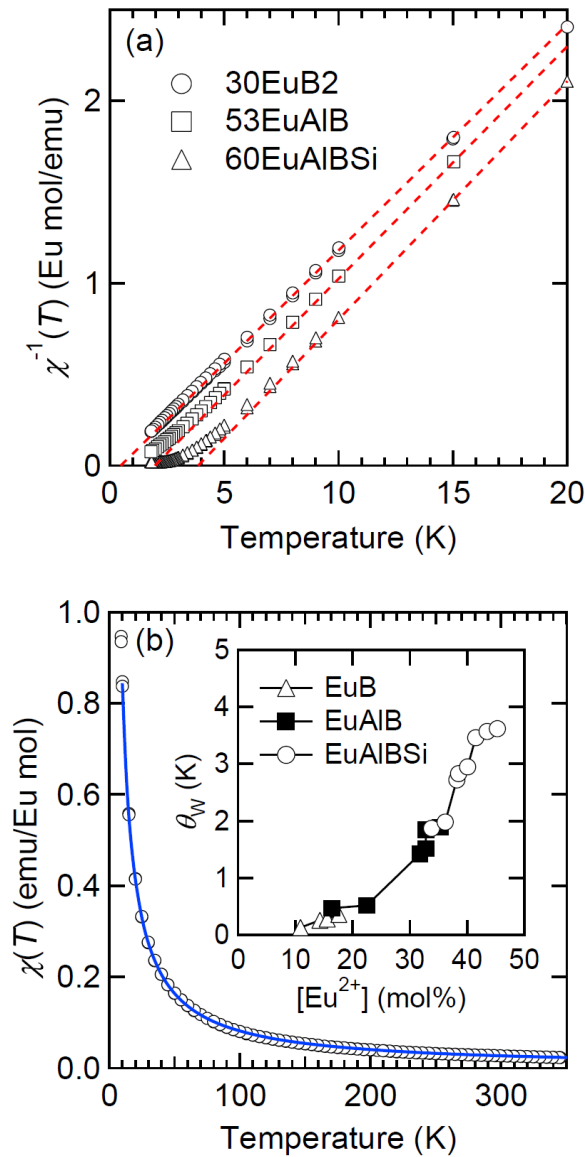 (a)
30EuB2
53EuAlB
60EuAlBSi
2
1
0
χ⁻¹(T) (Eu mol/emu)
0 5 10 15 20
Temperature (K)
(b)
1.0
0.8
0.6
0.4
0.2
0.0
χ(T) (emu/Eu mol)
EuB
EuAlB
EuAlBSi
5
4
3
2
1
0
θW (K)
0 10 20 30 40 50
[Eu²⁺] (mol%)
0 100 200 300
Temperature (K)